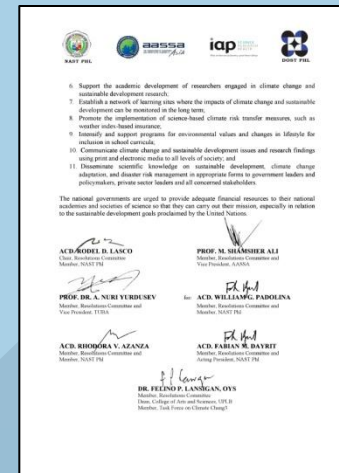 NAST PHL
aassa
Asia
iap
DOST PHL
6. Support the academic development of researchers engaged in climate change and
sustainable development research;
7. Establish a network of learning sites where the impacts of climate change and sustainable
development can be monitored in the long term;
8. Promote the implementation of science-based climate risk transfer measures, such as
weather index-based insurance;
9. Intensify and support programs for environmental values and changes in lifestyle for
inclusion in school curricula;
10. Communicate climate change and sustainable development issues and research findings
using print and electronic media to all levels of society; and
11. Disseminate scientific knowledge on sustainable development, climate change
adaptation, and disaster risk management in appropriate forms to government leaders and
policymakers, private sector leaders and all concerned stakeholders.
The national governments are urged to provide adequate financial resources to their national
academies and societies of science so that they can carry out their mission, especially in relation
to the sustainable development goals proclaimed by the United Nations.
ACD. RODEL D. LASCO
Chair, Resolutions Committee
Member, NAST PHL
PROF. M. SHAMSHER ALI
Member, Resolutions Committee and
Vice President, AASSA
PROF. DR. A. NURI YURDUSEV
Member, Resolutions Committee and
Vice President, TUBA
for: ACD. WILLIAM G. PADOLINA
Member, Resolutions Committee and
Member, NAST PHL
ACD. RHODORA V. AZANZA
Member, Resolutions Committee and
Member, NAST PHL
ACD. FABIAN M. DAYRIT
Member, Resolutions Committee and
Acting President, NAST PHL
DR. FELINO P. LANSIGAN, OYS
Member, Resolutions Committee
Dean, College of Arts and Sciences, UPLB
Member, Task Force on Climate Change